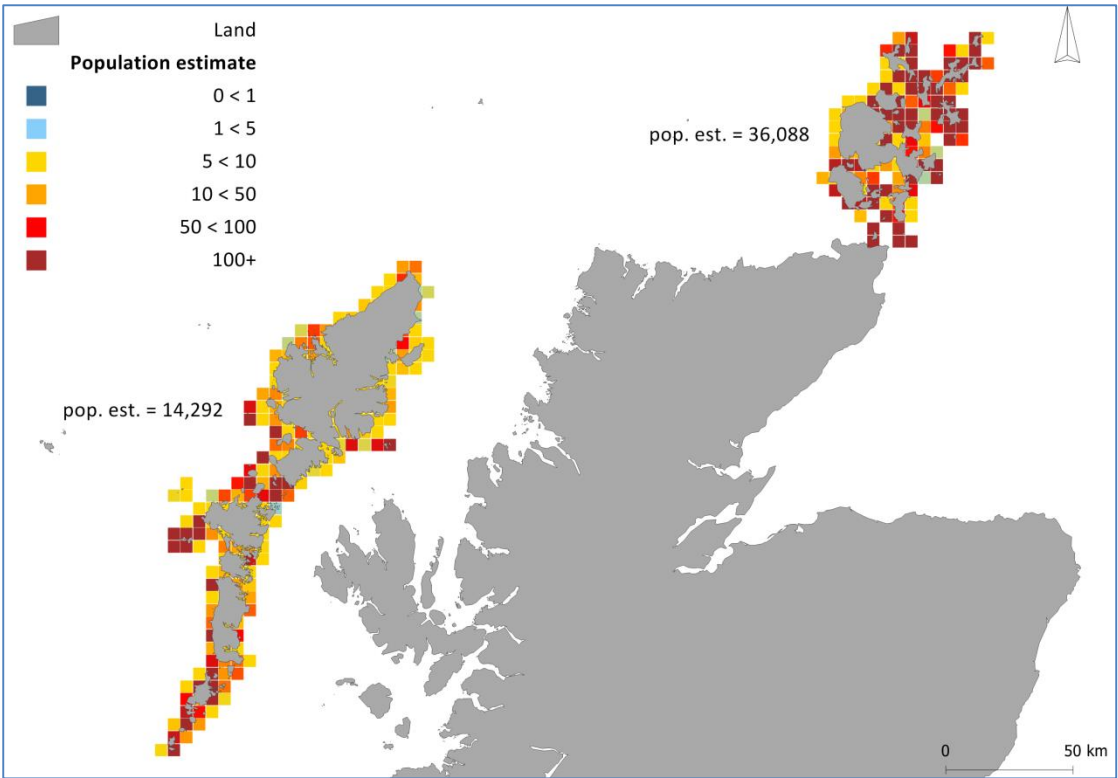 Land
Population estimate
0 < 1
1 < 5
5 < 10
10 < 50
50 < 100
100+
pop. est. = 36,088
pop. est. = 14,292
0 50 km